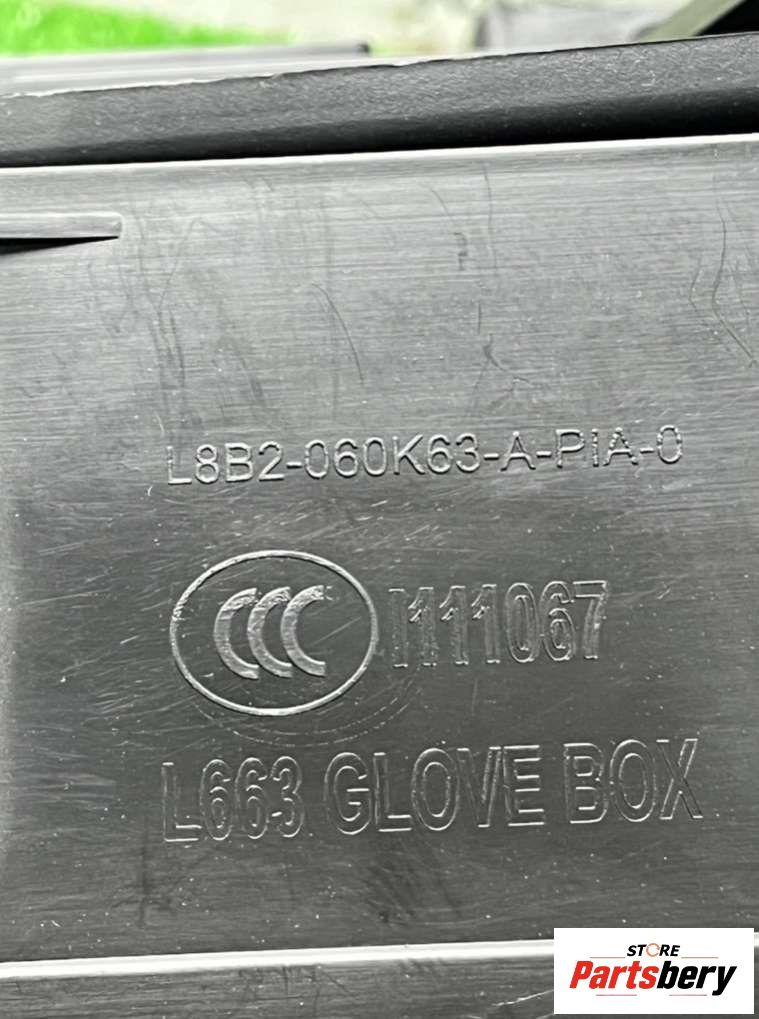 L8B2-060K63-A-PIA-0
CCC I111067
L663 GLOVE BOX
STORE
Partsbery